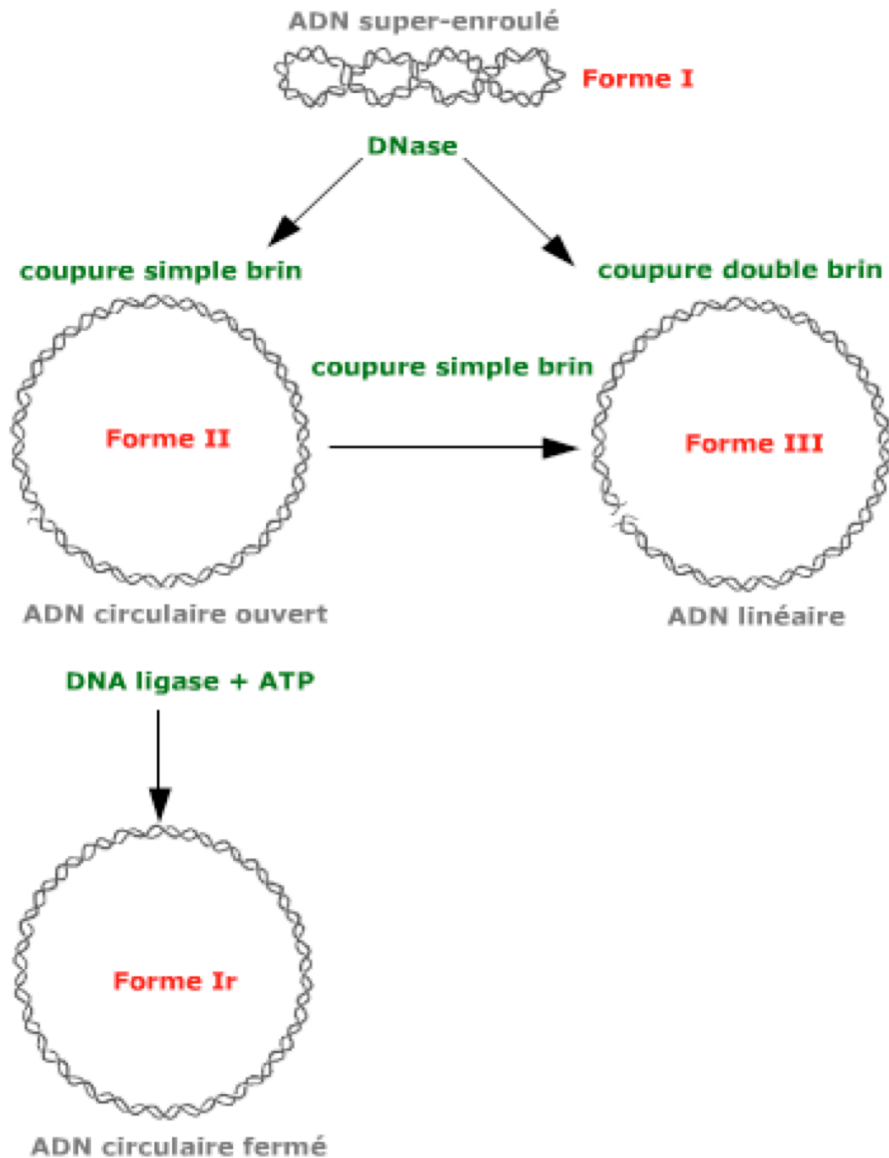 ADN super-enroulé
Forme I
DNase
coupure simple brin
coupure double brin
coupure simple brin
Forme II
Forme III
ADN circulaire ouvert
ADN linéaire
DNA ligase + ATP
Forme Ir
ADN circulaire fermé